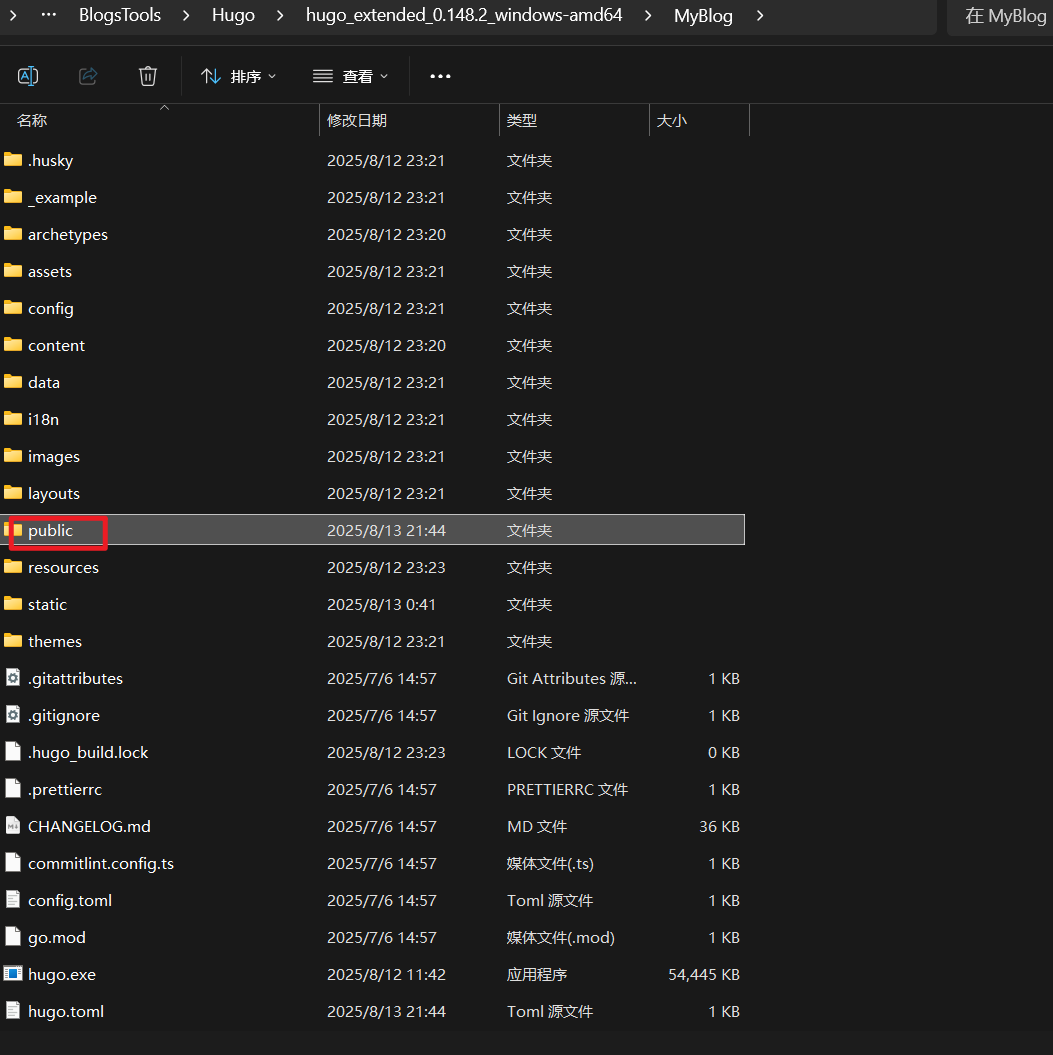 BlogsTools > Hugo > hugo_extended_0.148.2_windows-amd64 > MyBlog > 在 MyBlog
排序 查看
名称 修改日期 类型 大小
.husky 2025/8/12 23:21 文件夹
_example 2025/8/12 23:21 文件夹
archetypes 2025/8/12 23:20 文件夹
assets 2025/8/12 23:21 文件夹
config 2025/8/12 23:21 文件夹
content 2025/8/12 23:20 文件夹
data 2025/8/12 23:21 文件夹
i18n 2025/8/12 23:21 文件夹
images 2025/8/12 23:21 文件夹
layouts 2025/8/12 23:21 文件夹
public 2025/8/13 21:44 文件夹
resources 2025/8/12 23:23 文件夹
static 2025/8/13 0:41 文件夹
themes 2025/8/12 23:21 文件夹
.gitattributes 2025/7/6 14:57 Git Attributes 源... 1 KB
.gitignore 2025/7/6 14:57 Git Ignore 源文件 1 KB
.hugo_build.lock 2025/8/12 23:23 LOCK 文件 0 KB
.prettierrc 2025/7/6 14:57 PRETTIERRC 文件 1 KB
CHANGELOG.md 2025/7/6 14:57 MD 文件 36 KB
commitlint.config.ts 2025/7/6 14:57 媒体文件(.ts) 1 KB
config.toml 2025/7/6 14:57 Toml 源文件 1 KB
go.mod 2025/7/6 14:57 媒体文件(.mod) 1 KB
hugo.exe 2025/8/12 11:42 应用程序 54,445 KB
hugo.toml 2025/8/13 21:44 Toml 源文件 1 KB